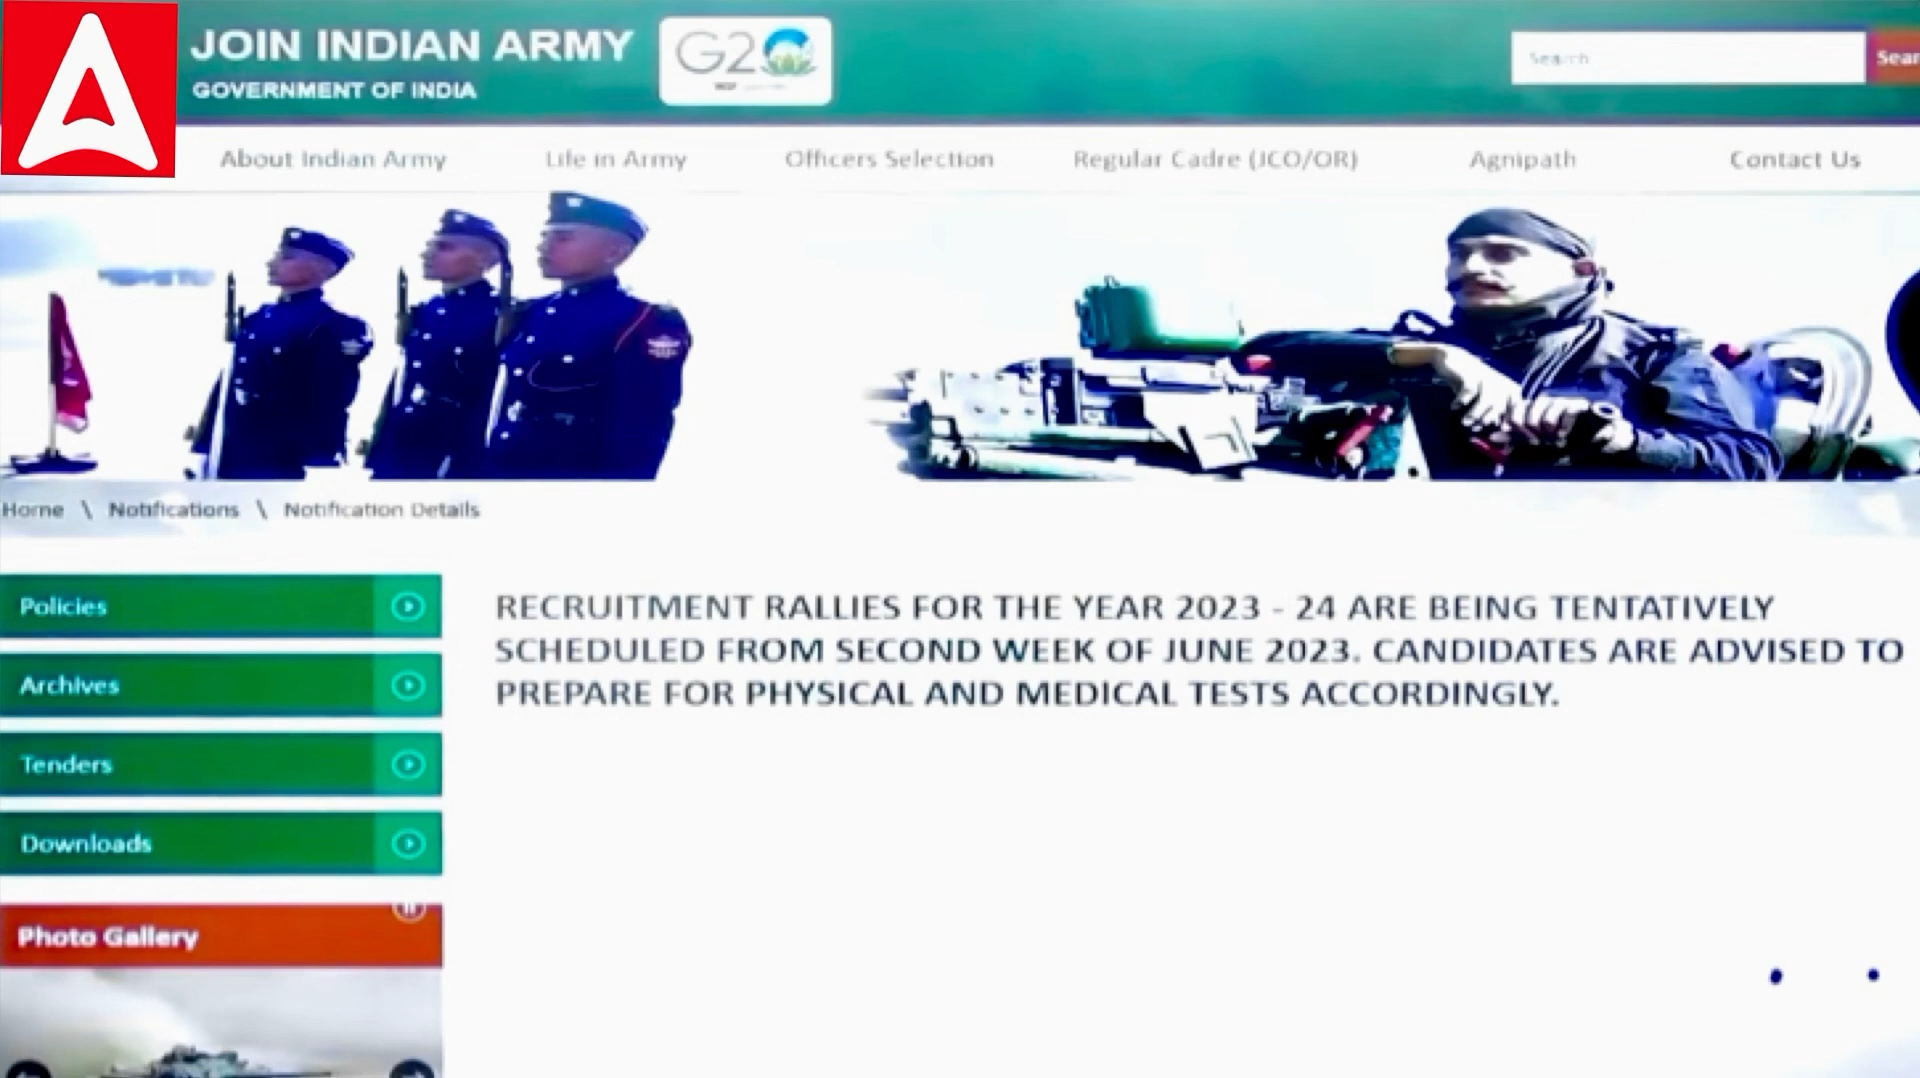 JOIN INDIAN ARMY
GOVERNMENT OF INDIA
G20
Search
Sear
About Indian Army
Life in Army
Officers Selection
Regular Cadre (JCO/OR)
Agnipath
Contact Us
Home \ Notifications \ Notification Details
Policies
Archives
Tenders
Downloads
Photo Gallery
RECRUITMENT RALLIES FOR THE YEAR 2023 - 24 ARE BEING TENTATIVELY
SCHEDULED FROM SECOND WEEK OF JUNE 2023. CANDIDATES ARE ADVISED TO
PREPARE FOR PHYSICAL AND MEDICAL TESTS ACCORDINGLY.